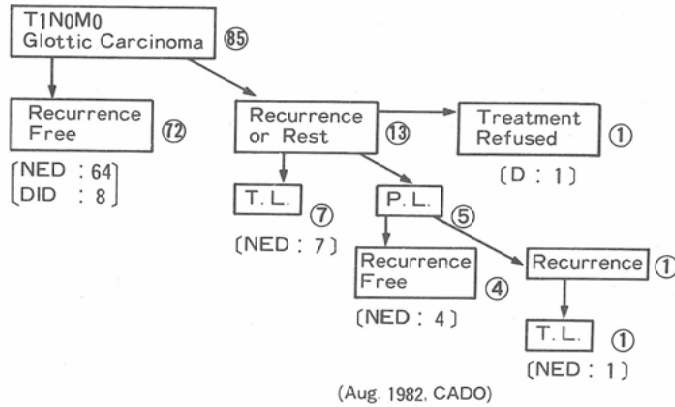 T1N0M0
Glottic Carcinoma
85
Recurrence
Free
72
[NED : 64
DID : 8]
Recurrence
or Rest
13
Treatment
Refused
1
(D : 1)
T. L.
7
(NED : 7)
P. L.
5
Recurrence
Free
4
(NED : 4)
Recurrence
1
T. L.
1
(NED : 1)
(Aug. 1982. CADO)